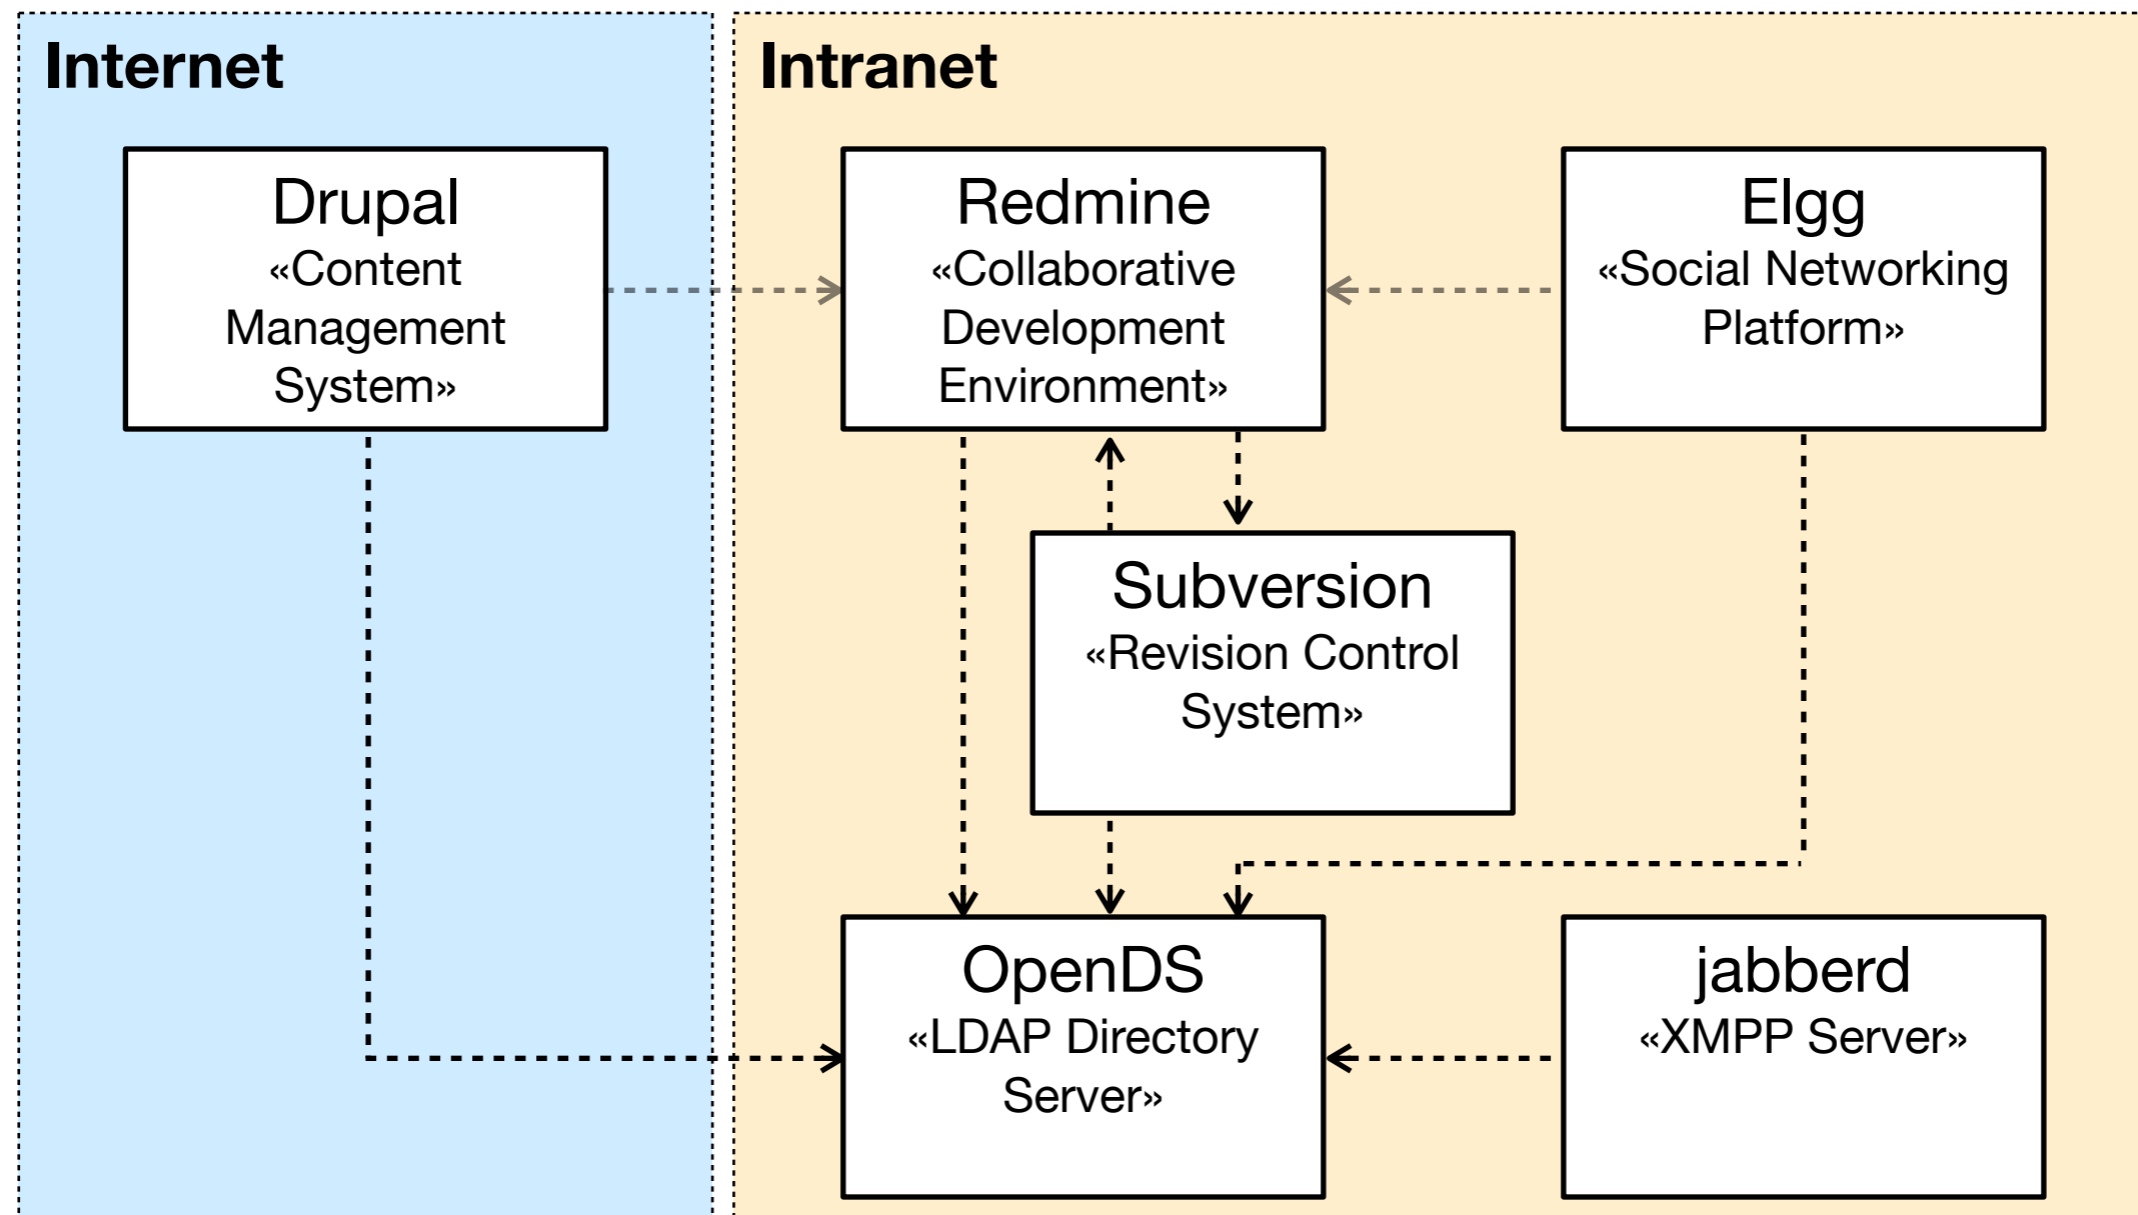 Internet
Intranet
Drupal
«Content
Management
System»
Redmine
«Collaborative
Development
Environment»
Elgg
«Social Networking
Platform»
Subversion
«Revision Control
System»
OpenDS
«LDAP Directory
Server»
jabberd
«XMPP Server»